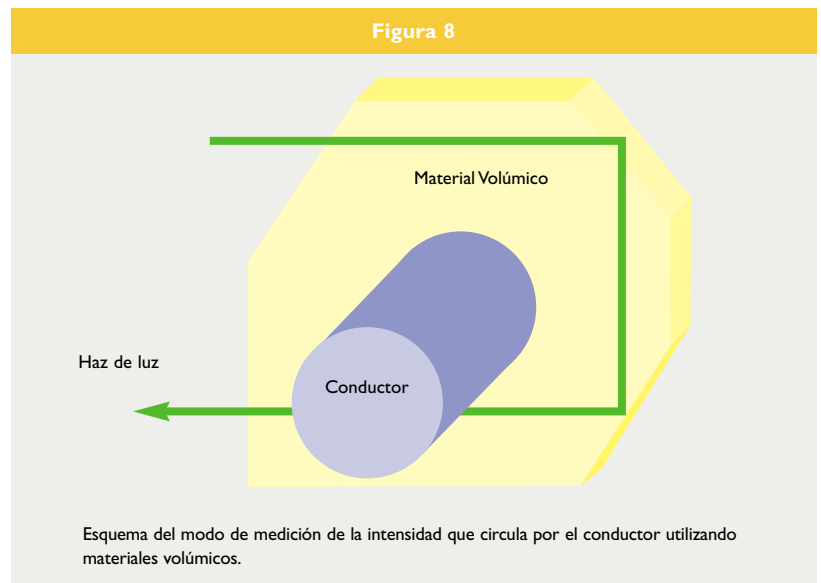 Figura 8
Material Volúmico
Haz de luz
Conductor
Esquema del modo de medición de la intensidad que circula por el conductor utilizando
materiales volúmicos.